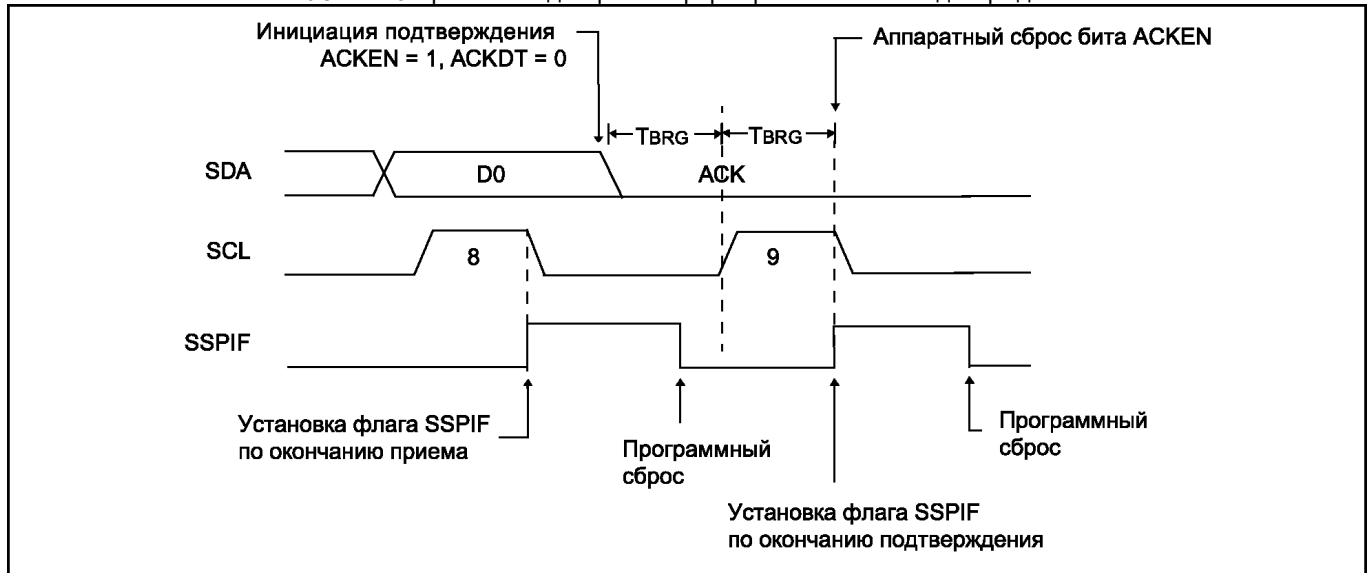 Инициация подтверждения
ACKEN = 1, ACKDT = 0
Аппаратный сброс бита ACKEN
TBRG
TBRG
SDA
D0
ACK
SCL
8
9
SSPIF
Установка флага SSPIF
по окончанию приема
Программный
сброс
Программный
сброс
Установка флага SSPIF
по окончанию подтверждения